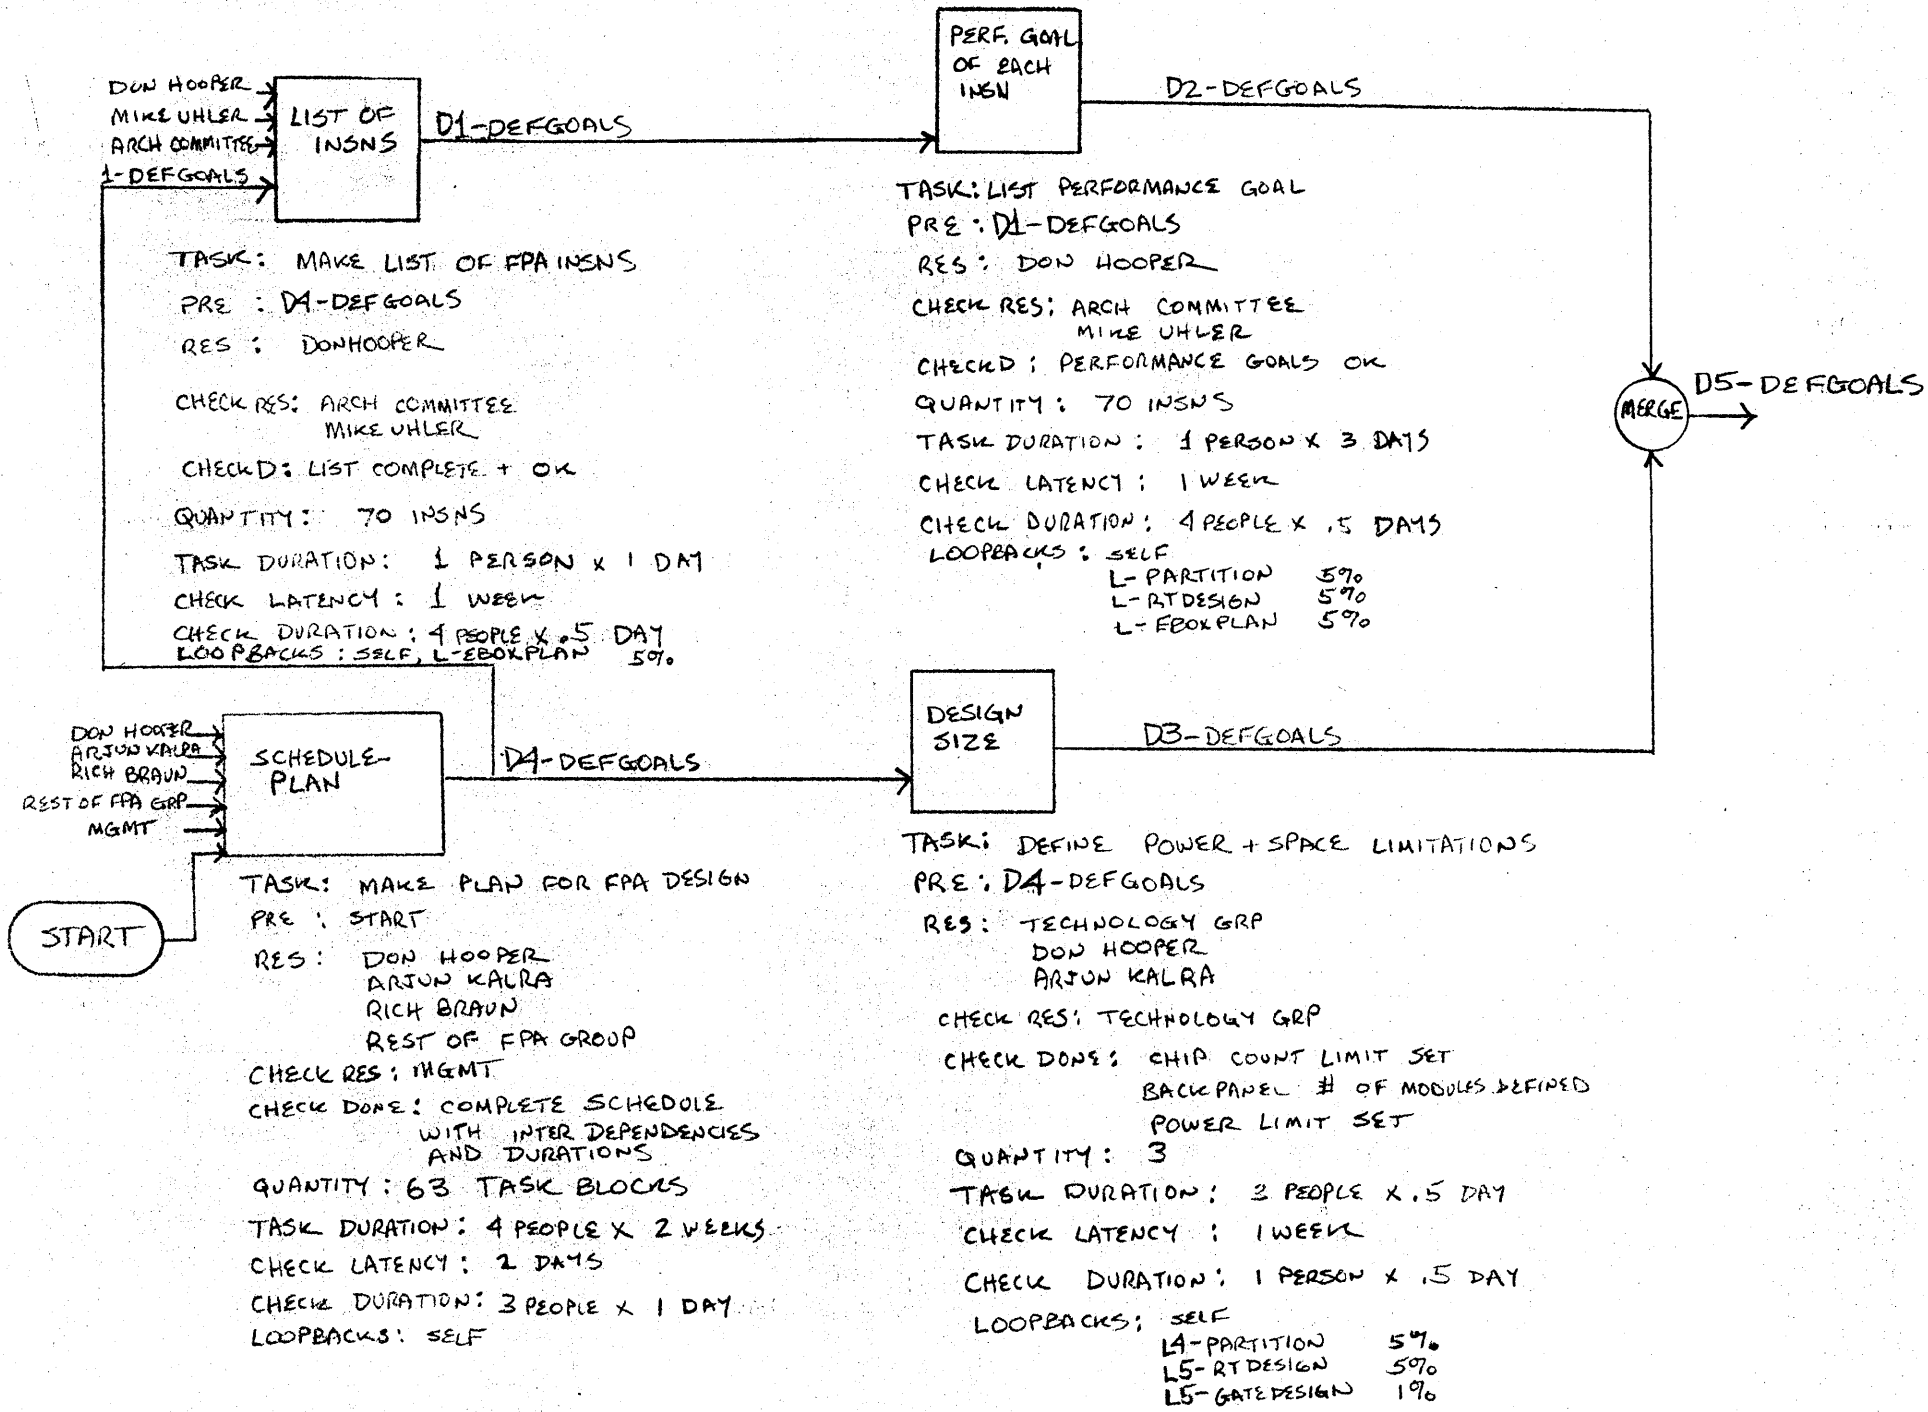 DON HOOPER
MIKE UHLER
ARCH COMMITTEE
1-DEFGOALS
LIST OF
INSNS
D1-DEFGOALS
TASK: MAKE LIST OF FPA INSNS
PRE : D4-DEFGOALS
RES : DON HOOPER
CHECK RES: ARCH COMMITTEE
MIKE UHLER
CHECK D: LIST COMPLETE + OK
QUANTITY: 70 INSNS
TASK DURATION: 1 PERSON x 1 DAY
CHECK LATENCY: 1 WEEK
CHECK DURATION: 4 PEOPLE x .5 DAY
LOOPBACKS: SELF, L-EBOXPLAN 5%
PERF. GOAL
OF EACH
INSN
D2-DEFGOALS
TASK: LIST PERFORMANCE GOAL
PRE : D1-DEFGOALS
RES : DON HOOPER
CHECK RES: ARCH COMMITTEE
MIKE UHLER
CHECK D: PERFORMANCE GOALS OK
QUANTITY: 70 INSNS
TASK DURATION: 1 PERSON x 3 DAYS
CHECK LATENCY: 1 WEEK
CHECK DURATION: 4 PEOPLE x .5 DAYS
LOOPBACKS: SELF
L-PARTITION 5%
L-RTDESIGN 5%
L-EBOXPLAN 5%
MERGE
D5-DEFGOALS
DON HOOPER
ARJUN KALRA
RICH BRAUN
REST OF FPA GRP
MGMT
START
SCHEDULE-
PLAN
D4-DEFGOALS
TASK: MAKE PLAN FOR FPA DESIGN
PRE : START
RES : DON HOOPER
ARJUN KALRA
RICH BRAUN
REST OF FPA GROUP
CHECK RES: MGMT
CHECK DONE: COMPLETE SCHEDULE
WITH INTER DEPENDENCIES
AND DURATIONS
QUANTITY: 63 TASK BLOCKS
TASK DURATION: 4 PEOPLE x 2 WEEKS
CHECK LATENCY: 2 DAYS
CHECK DURATION: 3 PEOPLE x 1 DAY
LOOPBACKS: SELF
DESIGN
SIZE
D3-DEFGOALS
TASK: DEFINE POWER + SPACE LIMITATIONS
PRE : D4-DEFGOALS
RES: TECHNOLOGY GRP
DON HOOPER
ARJUN KALRA
CHECK RES: TECHNOLOGY GRP
CHECK DONE: CHIP COUNT LIMIT SET
BACKPANEL # OF MODULES DEFINED
POWER LIMIT SET
QUANTITY: 3
TASK DURATION: 3 PEOPLE x .5 DAY
CHECK LATENCY : 1 WEEK
CHECK DURATION: 1 PERSON x .5 DAY
LOOPBACKS: SELF
L4-PARTITION 5%
L5-RTDESIGN 5%
L5-GATEDESIGN 1%